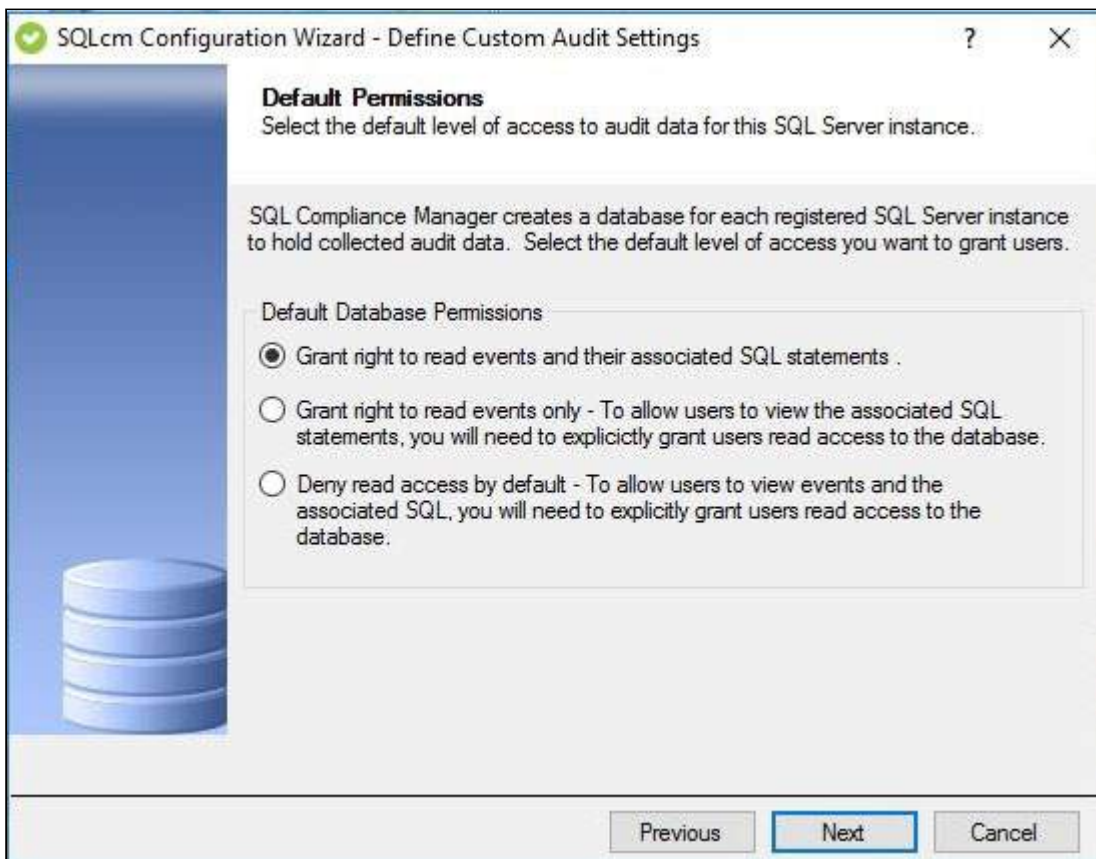 SQLcm Configuration Wizard - Define Custom Audit Settings ? ×
Default Permissions
Select the default level of access to audit data for this SQL Server instance.
SQL Compliance Manager creates a database for each registered SQL Server instance
to hold collected audit data. Select the default level of access you want to grant users.
Default Database Permissions
Grant right to read events and their associated SQL statements .
Grant right to read events only - To allow users to view the associated SQL
statements, you will need to explicictly grant users read access to the database.
Deny read access by default - To allow users to view events and the
associated SQL, you will need to explicitly grant users read access to the
database.
Previous Next Cancel